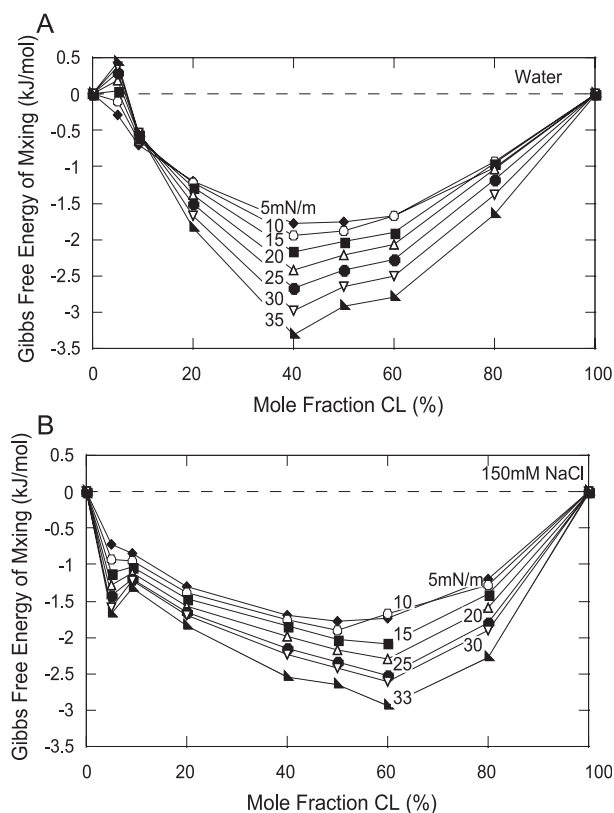 A
Gibbs Free Energy of Mxing (kJ/mol)
0.5
0
-0.5
-1
-1.5
-2
-2.5
-3
-3.5
Water
5mN/m
10
15
20
25
30
35
0 20 40 60 80 100
Mole Fraction CL (%)
B
Gibbs Free Energy of Mxing (kJ/mol)
0.5
0
-0.5
-1
-1.5
-2
-2.5
-3
-3.5
150mM NaCl
5mN/m
10
15
20
25
30
33
0 20 40 60 80 100
Mole Fraction CL (%)